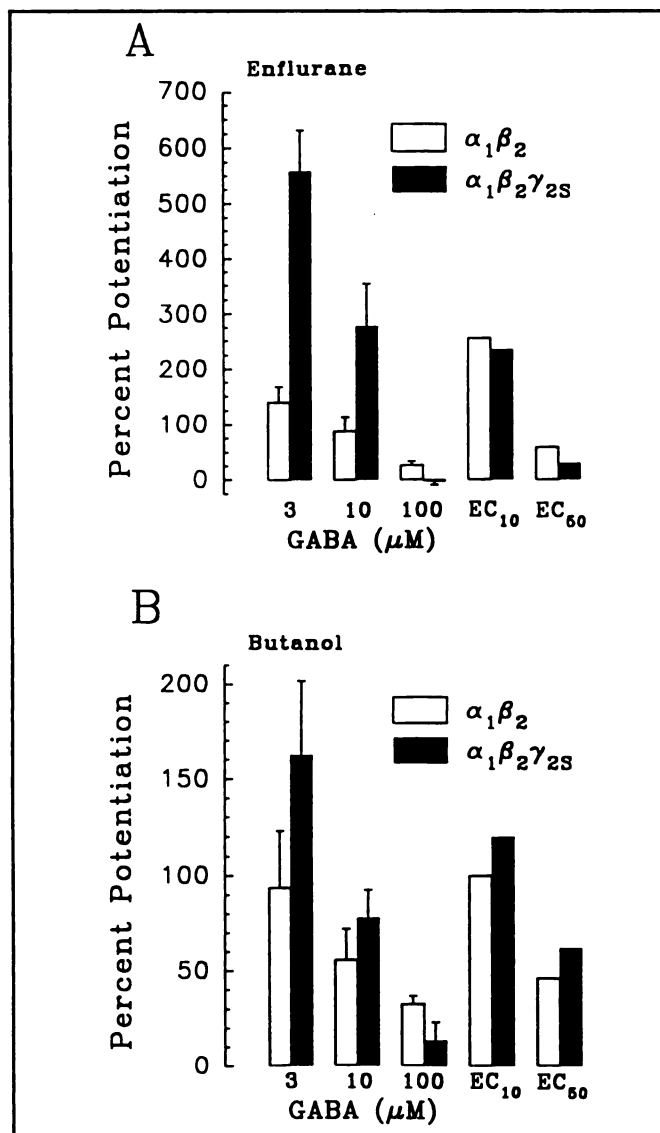 A
Enflurane
700
600
500
400
300
200
100
0
Percent Potentiation
α₁β₂
α₁β₂γ₂S
3 10 100 EC₁₀ EC₅₀
GABA (μM)
B
Butanol
200
150
100
50
0
Percent Potentiation
α₁β₂
α₁β₂γ₂S
3 10 100 EC₁₀ EC₅₀
GABA (μM)